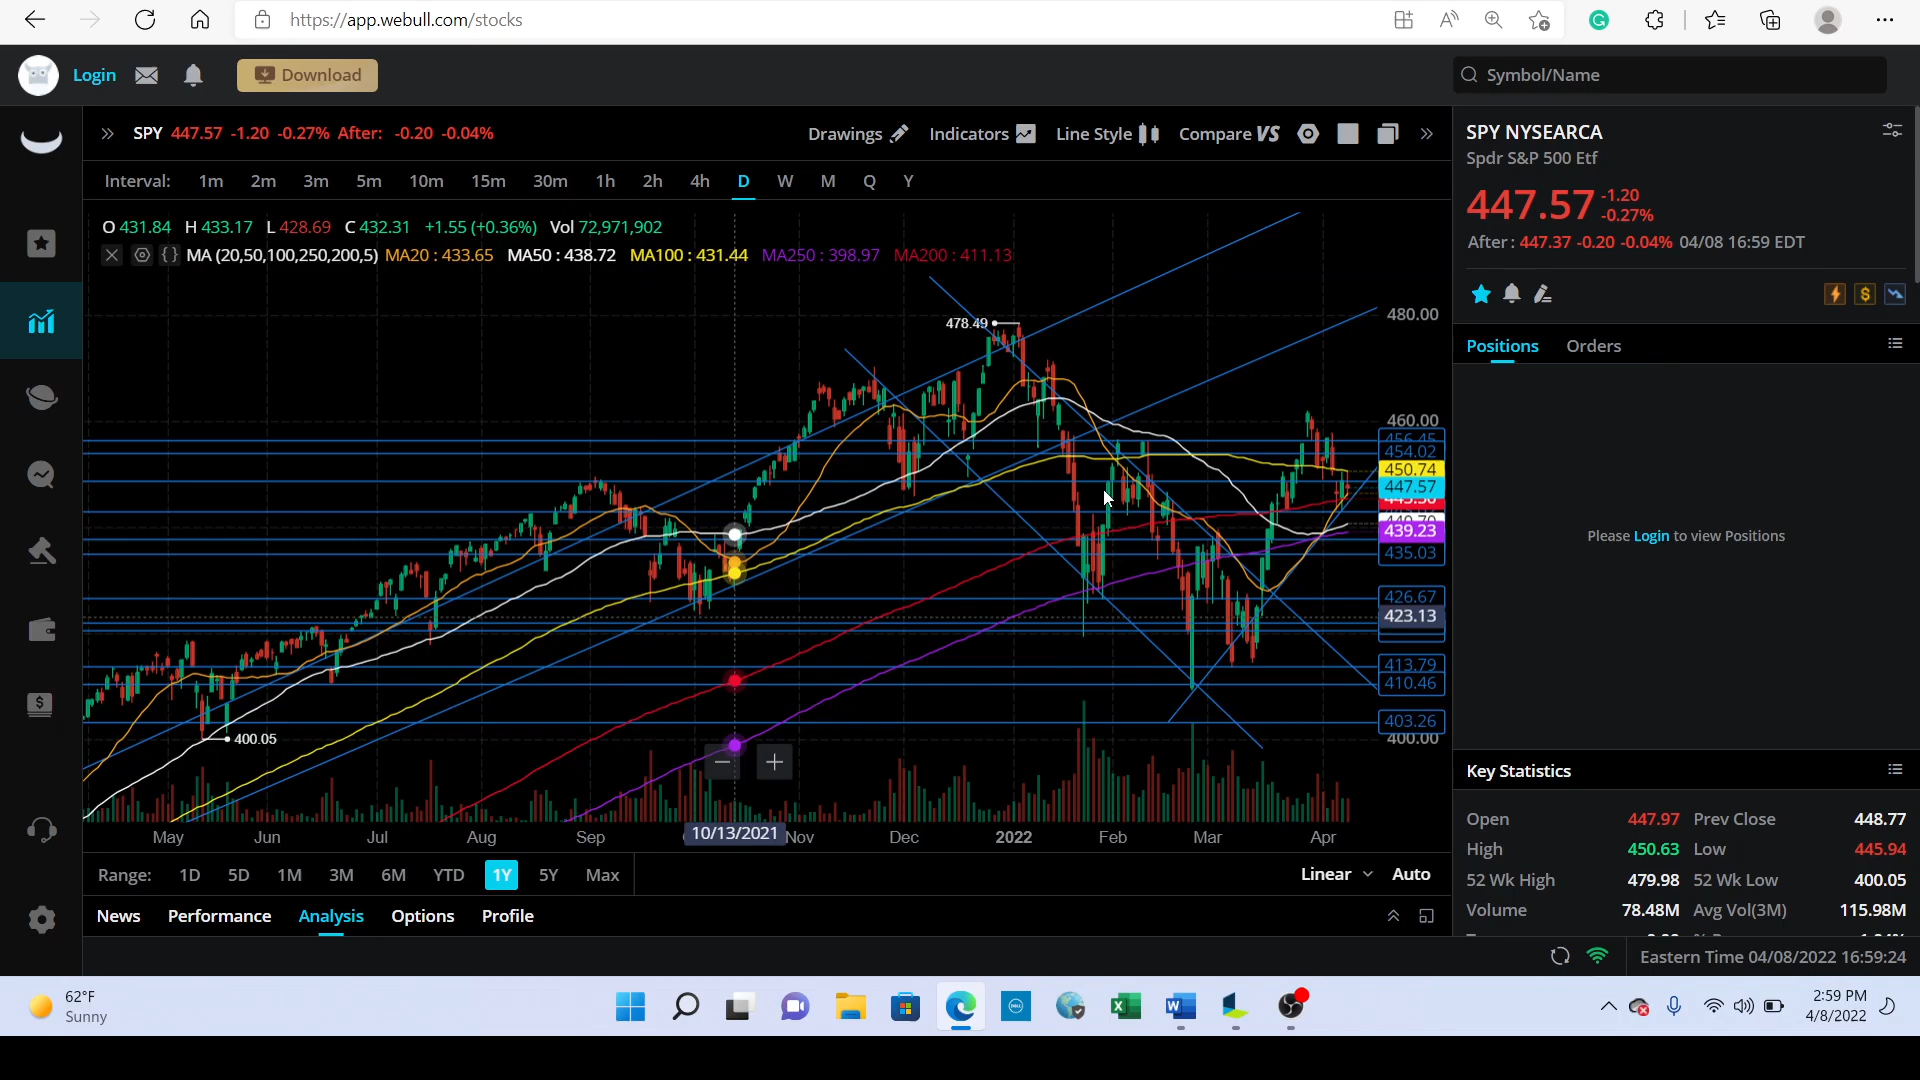 https://app.webull.com/stocks
Login
Download
Symbol/Name
SPY 447.57 -1.20 -0.27% After: -0.20 -0.04%
Drawings
Indicators
Line Style
Compare VS
Interval: 1m 2m 3m 5m 10m 15m 30m 1h 2h 4h D W M Q Y
O 431.84 H 433.17 L 428.69 C 432.31 +1.55 (+0.36%) Vol 72,971,902
MA (20,50,100,250,200,5) MA20 : 433.65 MA50 : 438.72 MA100 : 431.44 MA250 : 398.97 MA200 : 411.13
478.49
400.05
480.00
460.00
456.45
454.02
450.74
447.57
439.23
435.03
426.67
423.13
413.79
410.46
403.26
400.00
May Jun Jul Aug Sep 10/13/2021 Nov Dec 2022 Feb Mar Apr
Range: 1D 5D 1M 3M 6M YTD 1Y 5Y Max
Linear Auto
News Performance Analysis Options Profile
SPY NYSEARCA
Spdr S&P 500 Etf
447.57
-1.20
-0.27%
After : 447.37 -0.20 -0.04% 04/08 16:59 EDT
Positions Orders
Please Login to view Positions
Key Statistics
Open 447.97 Prev Close 448.77
High 450.63 Low 445.94
52 Wk High 479.98 52 Wk Low 400.05
Volume 78.48M Avg Vol(3M) 115.98M
Eastern Time 04/08/2022 16:59:24
62°F
Sunny
2:59 PM
4/8/2022